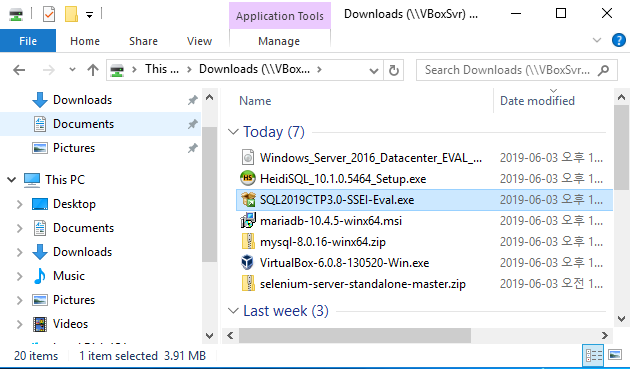 Application Tools
Downloads (\\VBoxSvr) ...
File
Home
Share
View
Manage
This ...
Downloads (\\VBox...
Search Downloads (\\VBoxSvr...
Downloads
Documents
Pictures
This PC
Desktop
Documents
Downloads
Music
Pictures
Videos
Name
Date modified
Today (7)
Windows_Server_2016_Datacenter_EVAL_...
2019-06-03 오후 1...
HeidiSQL_10.1.0.5464_Setup.exe
2019-06-03 오후 1...
SQL2019CTP3.0-SSEI-Eval.exe
2019-06-03 오후 1...
mariadb-10.4.5-winx64.msi
2019-06-03 오후 1...
mysql-8.0.16-winx64.zip
2019-06-03 오후 1...
VirtualBox-6.0.8-130520-Win.exe
2019-06-03 오후 1...
selenium-server-standalone-master.zip
2019-06-03 오전 1...
Last week (3)
20 items
1 item selected 3.91 MB